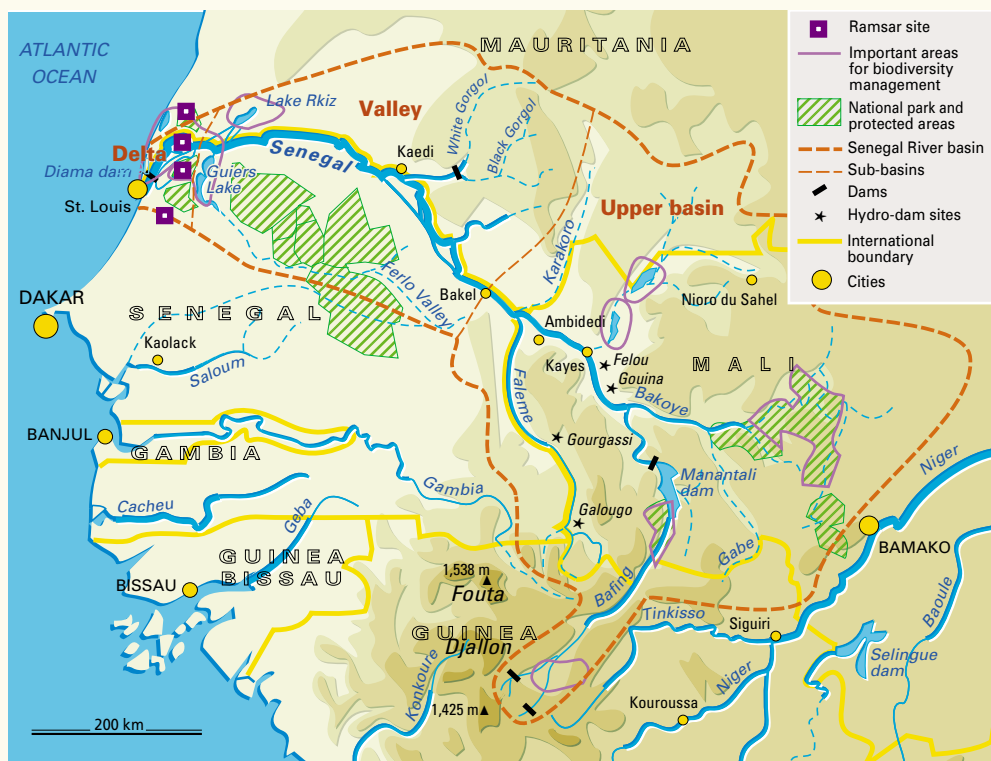 ATLANTIC
OCEAN
MAURITANIA
Ramsar site
Important areas
for biodiversity
management
National park and
protected areas
Senegal River basin
Sub-basins
Dams
Hydro-dam sites
International
boundary
Cities
Lake Rkiz
Valley
White Gorgol
Black Gorgol
Delta
Senegal
Kaedi
Diama dam
Guiers
Lake
St. Louis
Upper basin
Karakoro
Ferlo Valley
Bakel
Nioro du Sahel
DAKAR
SENEGAL
Ambidedi
Kaolack
Saloum
Kayes
Felou
Gouina
MALI
Faleme
Bakoye
BANJUL
GAMBIA
Gourgassi
Niger
Manantali
dam
Cacheu
Geba
Gambia
Galougo
BAMAKO
GUINEA
BISSAU
Gabe
BISSAU
1,538 m
Fouta
Bafing
Baoule
Tinkisso
Siguiri
GUINEA
Djallon
Selingue
dam
Konkoure
Niger
1,425 m
Kouroussa
200 km